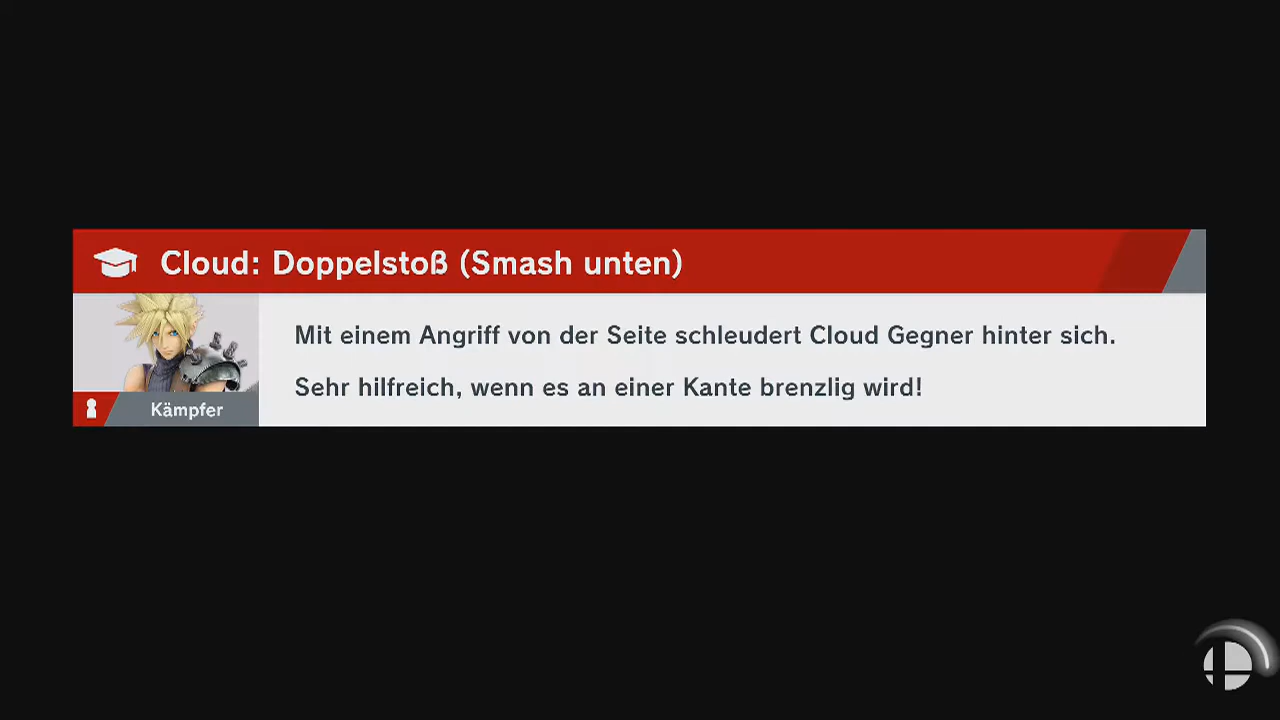 Cloud: Doppelstoß (Smash unten)
Mit einem Angriff von der Seite schleudert Cloud Gegner hinter sich.
Sehr hilfreich, wenn es an einer Kante brenzlig wird!
Kämpfer